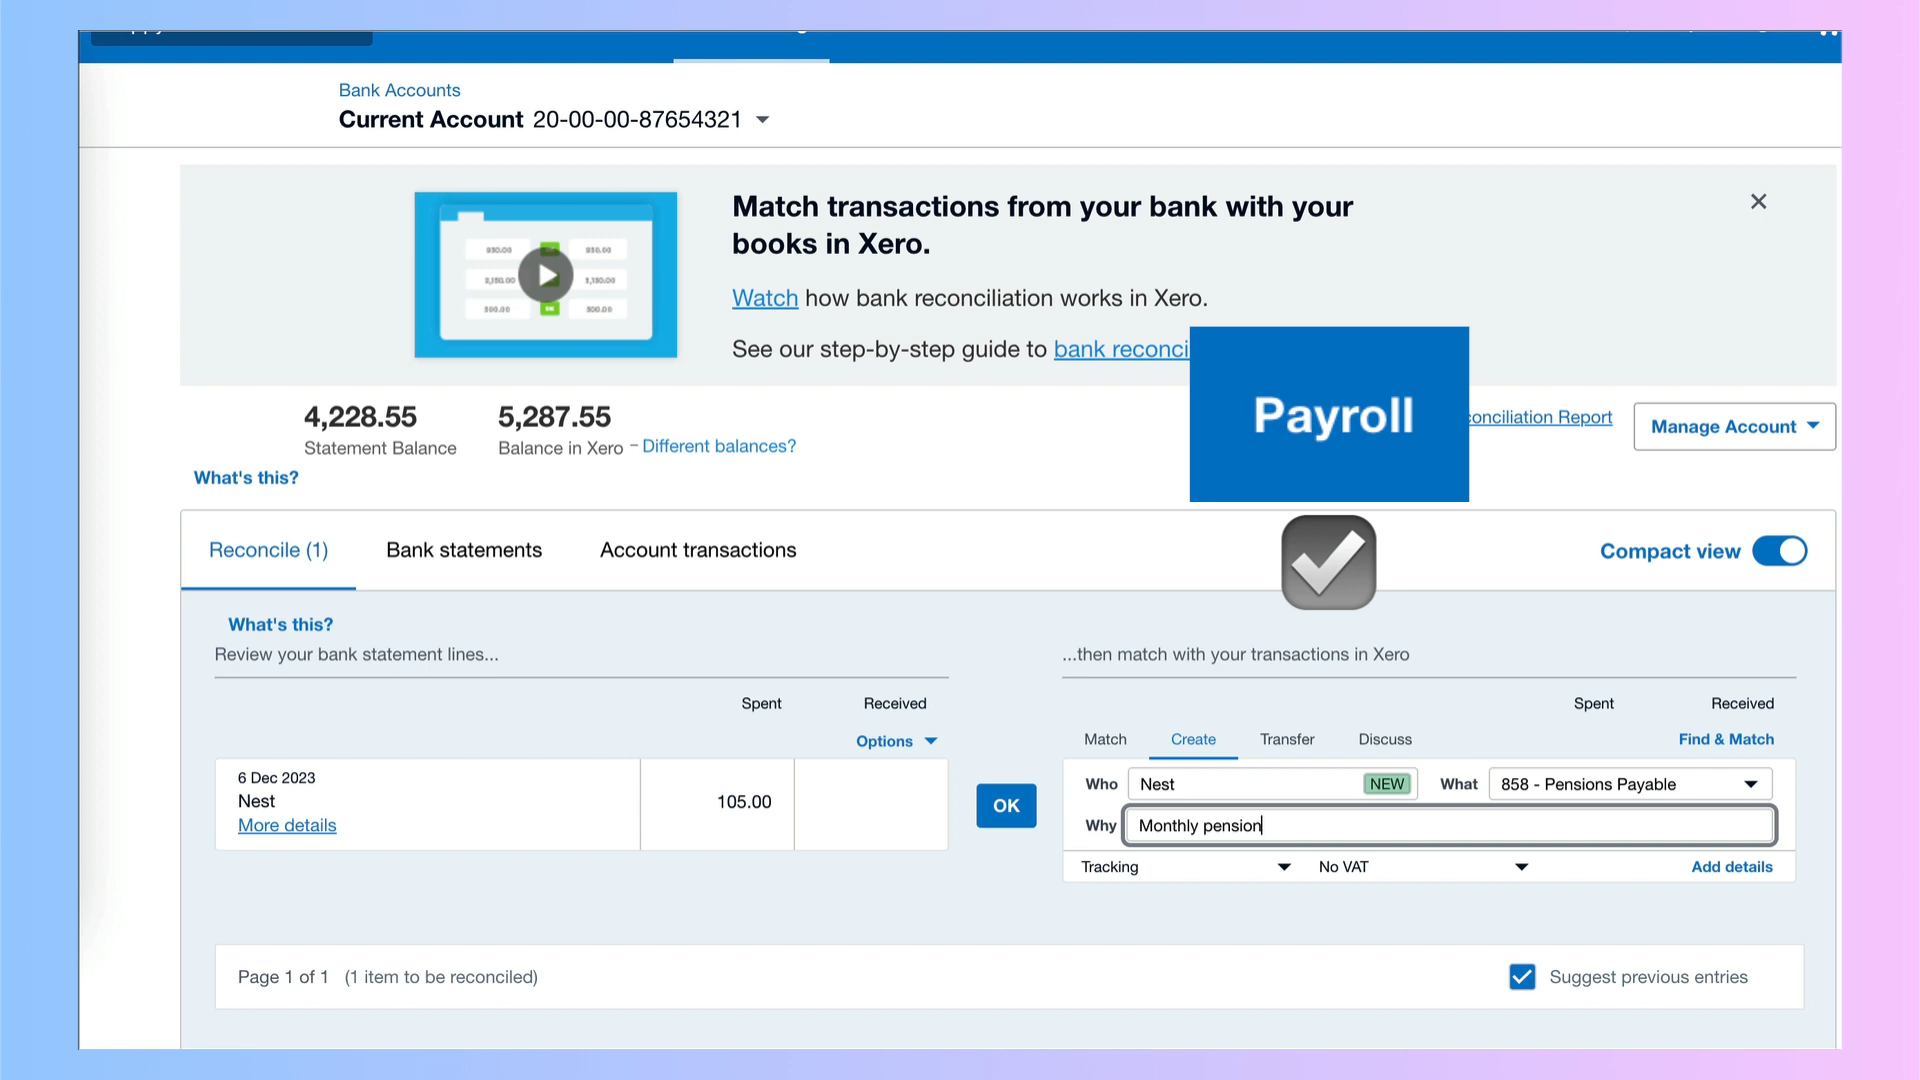 Bank Accounts
Current Account 20-00-00-87654321
Match transactions from your bank with your
books in Xero.
Watch how bank reconciliation works in Xero.
See our step-by-step guide to bank reconci
Payroll
4,228.55
Statement Balance
5,287.55
Balance in Xero – Different balances?
conciliation Report
Manage Account
What's this?
Reconcile (1)
Bank statements
Account transactions
Compact view
What's this?
Review your bank statement lines...
...then match with your transactions in Xero
Spent
Received
Spent
Received
Options
Match
Create
Transfer
Discuss
Find & Match
6 Dec 2023
Nest
More details
105.00
OK
Who
Nest
NEW
What
858 - Pensions Payable
Why
Monthly pension
Tracking
No VAT
Add details
Page 1 of 1 (1 item to be reconciled)
Suggest previous entries